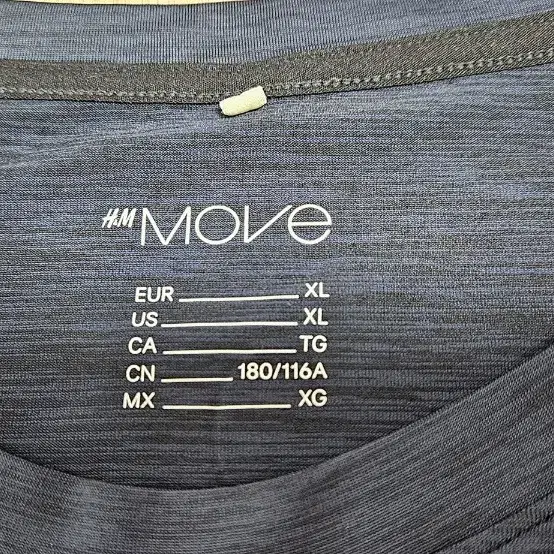 H&M MOVE
EUR XL
US XL
CA TG
CN 180/116A
MX XG